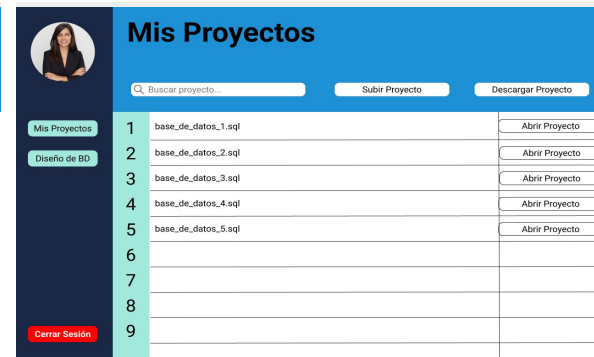 Mis Proyectos
Buscar proyecto...
Subir Proyecto
Descargar Proyecto
Mis Proyectos
Diseño de BD
Cerrar Sesión
1 base_de_datos_1.sql Abrir Proyecto
2 base_de_datos_2.sql Abrir Proyecto
3 base_de_datos_3.sql Abrir Proyecto
4 base_de_datos_4.sql Abrir Proyecto
5 base_de_datos_5.sql Abrir Proyecto
6
7
8
9